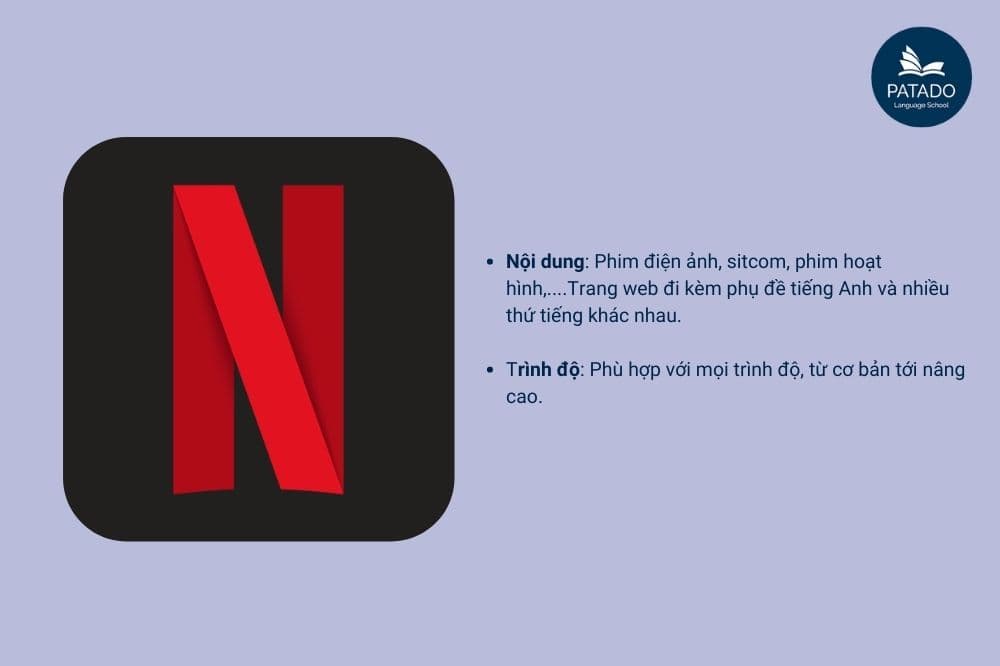 PATADO
Language School
N
• Nội dung: Phim điện ảnh, sitcom, phim hoạt
hình,....Trang web đi kèm phụ đề tiếng Anh và nhiều
thứ tiếng khác nhau.
• Trình độ: Phù hợp với mọi trình độ, từ cơ bản tới nâng
cao.